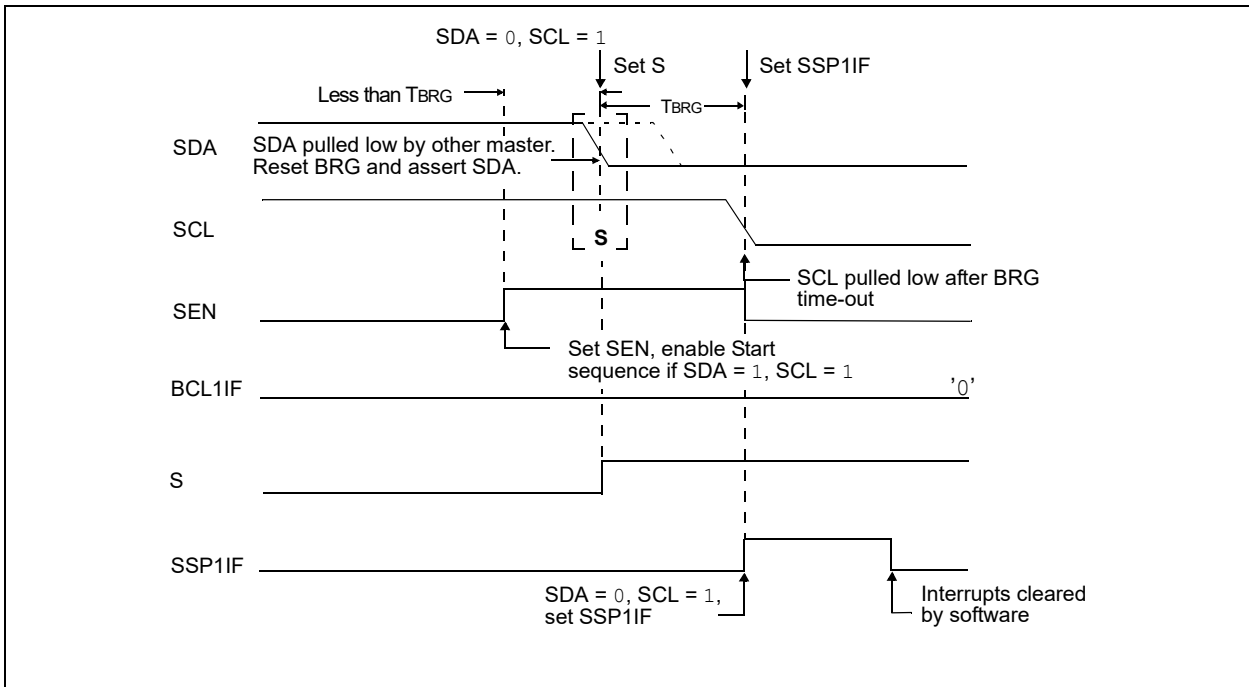 SDA = 0, SCL = 1
Set S
Set SSP1IF
Less than TBRG
TBRG
SDA
SDA pulled low by other master.
Reset BRG and assert SDA.
SCL
S
SCL pulled low after BRG
time-out
SEN
Set SEN, enable Start
sequence if SDA = 1, SCL = 1
BCL1IF
'0'
S
SSP1IF
SDA = 0, SCL = 1,
set SSP1IF
Interrupts cleared
by software